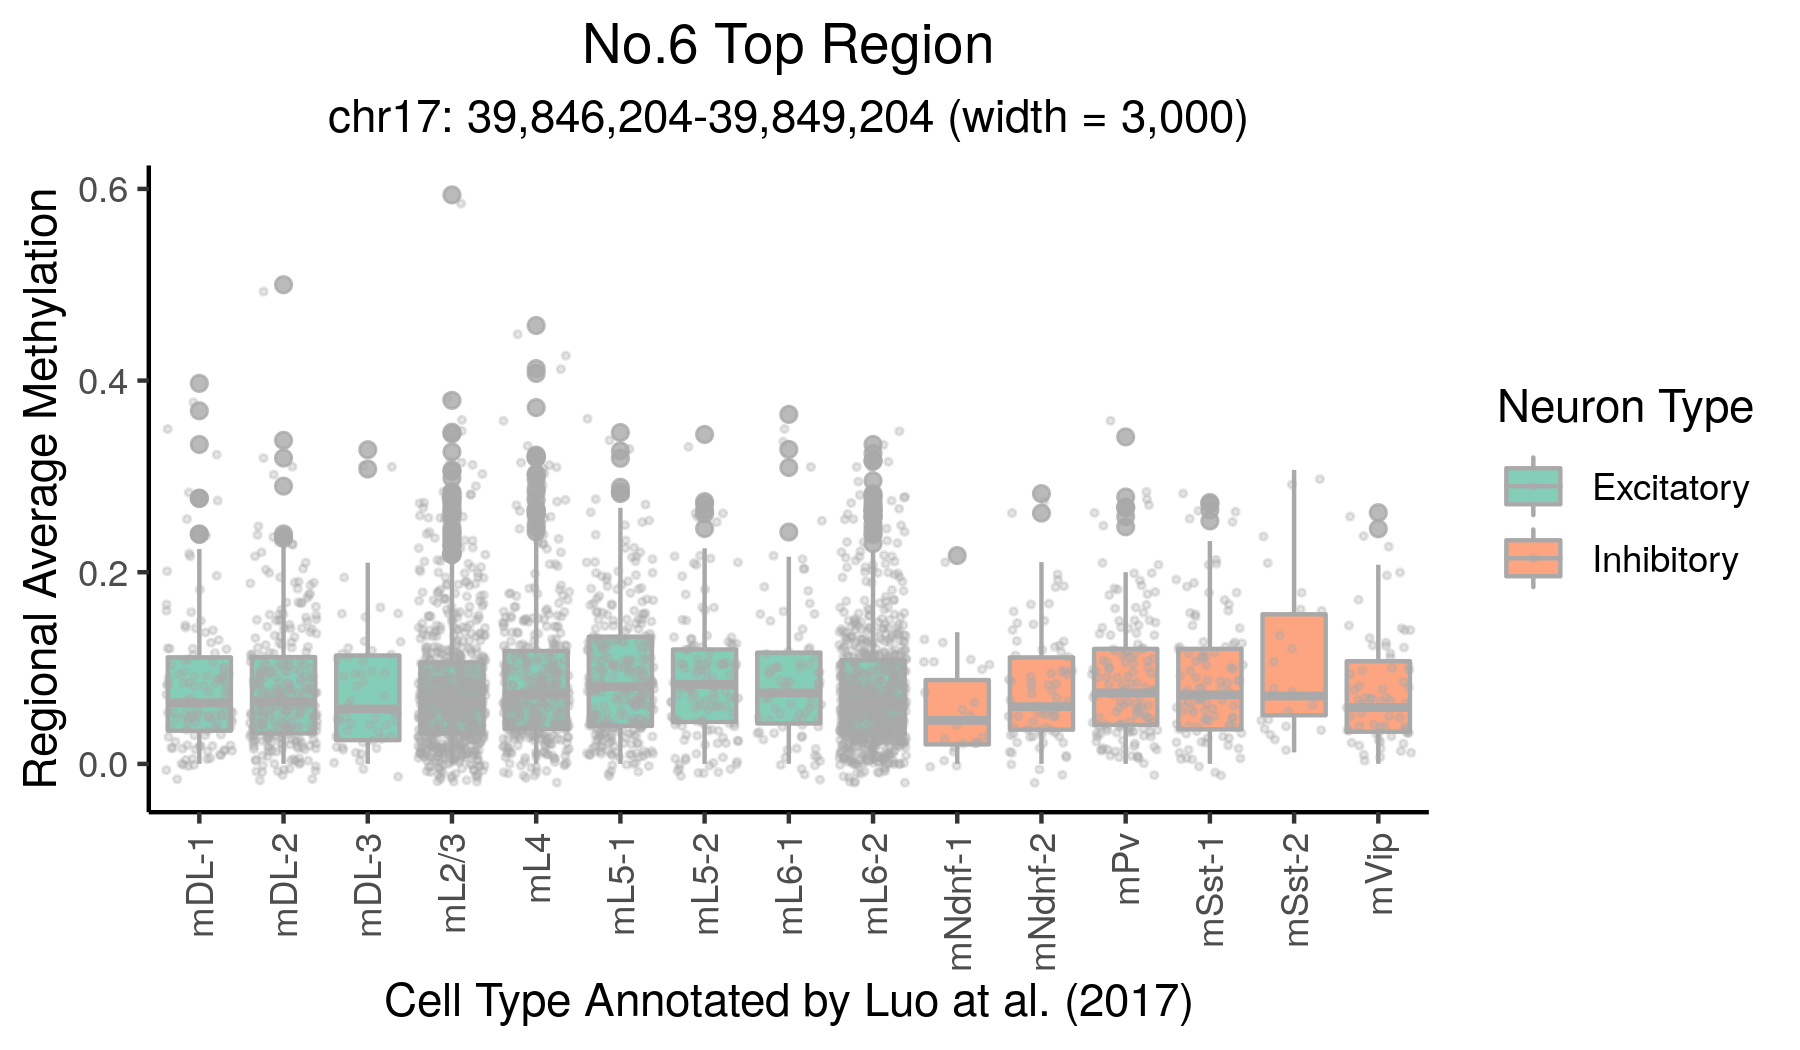 No.6 Top Region
chr17: 39,846,204-39,849,204 (width = 3,000)
Regional Average Methylation
0.6
0.4
0.2
0.0
mDL-1
mDL-2
mDL-3
mL2/3
mL4
mL5-1
mL5-2
mL6-1
mL6-2
mNdnf-1
mNdnf-2
mPv
mSst-1
mSst-2
mVip
Cell Type Annotated by Luo at al. (2017)
Neuron Type
Excitatory
Inhibitory